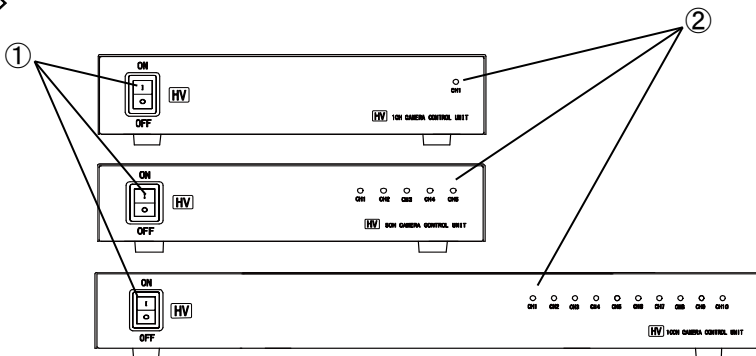 ②
①
ON
I
O
OFF
HV
CH1
HV 1CH CAMERA CONTROL UNIT
ON
I
O
OFF
HV
CH1 CH2 CH3 CH4 CH5
HV 5CH CAMERA CONTROL UNIT
ON
I
O
OFF
HV
CH1 CH2 CH3 CH4 CH5 CH6 CH7 CH8 CH9 CH10
HV 10CH CAMERA CONTROL UNIT